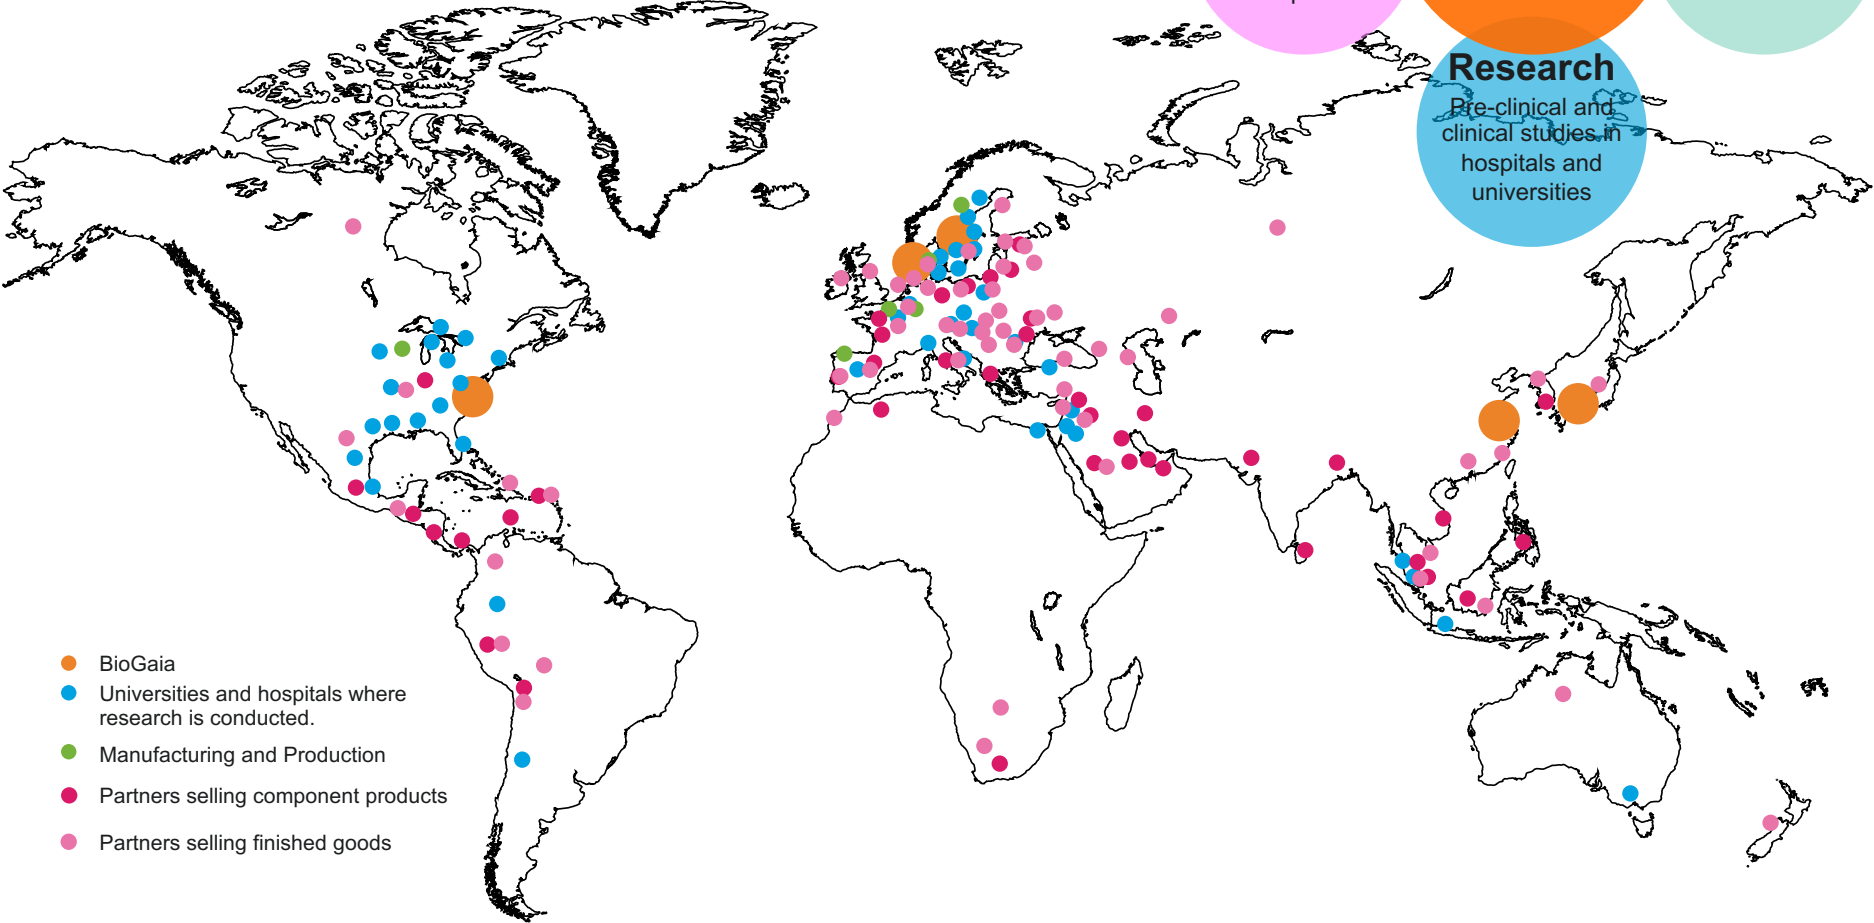 Research
Pre-clinical and
clinical studies in
hospitals and
universities
BioGaia
Universities and hospitals where
research is conducted.
Manufacturing and Production
Partners selling component products
Partners selling finished goods